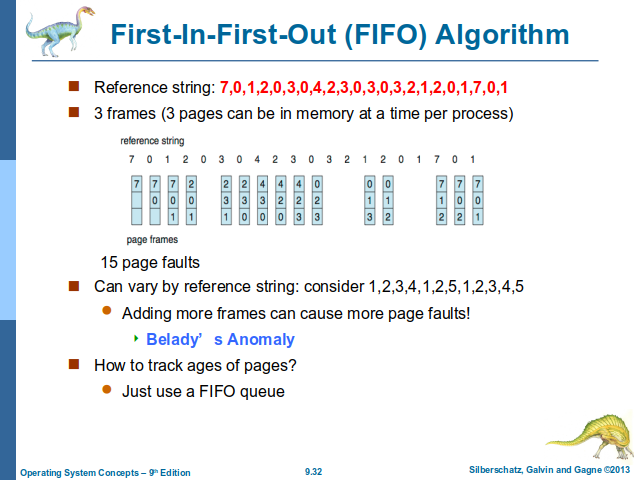 First-In-First-Out (FIFO) Algorithm
Reference string: 7,0,1,2,0,3,0,4,2,3,0,3,0,3,2,1,2,0,1,7,0,1
3 frames (3 pages can be in memory at a time per process)
reference string
7 0 1 2 0 3 0 4 2 3 0 3 2 1 2 0 1 7 0 1
7 7 7 2 2 2 4 4 4 0 0 0 7 7 7
0 0 0 3 3 3 2 2 2 1 1 1 0 0
1 1 1 0 0 0 3 3 3 2 2 2 1
page frames
15 page faults
Can vary by reference string: consider 1,2,3,4,1,2,5,1,2,3,4,5
Adding more frames can cause more page faults!
Belady’s Anomaly
How to track ages of pages?
Just use a FIFO queue
Operating System Concepts – 9th Edition
9.32
Silberschatz, Galvin and Gagne ©2013